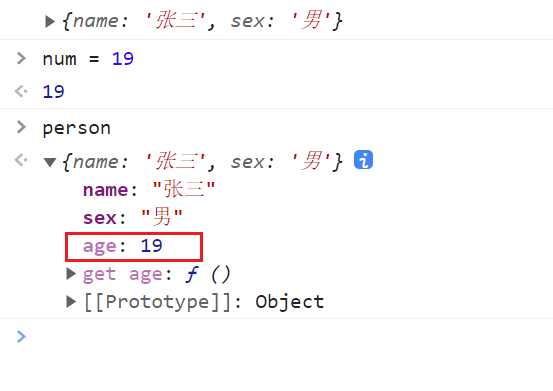 {name: '张三', sex: '男'}
num = 19
19
person
{name: '张三', sex: '男'} i
name: "张三"
sex: "男"
age: 19
get age: ƒ ()
[[Prototype]]: Object